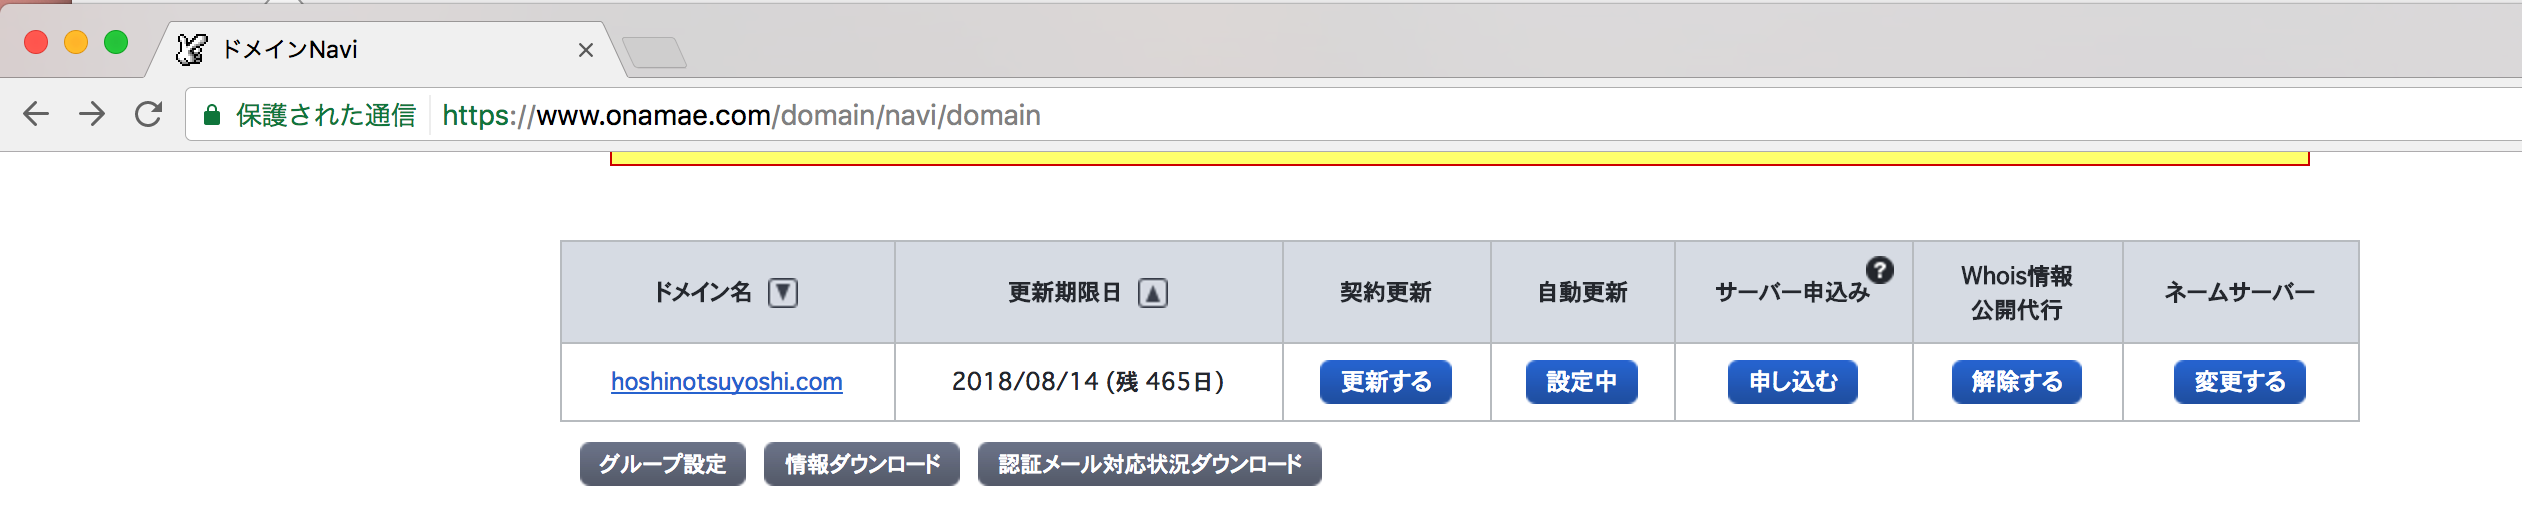 ドメインNavi
保護された通信 https://www.onamae.com/domain/navi/domain
ドメイン名 ▼ 更新期限日 ▲ 契約更新 自動更新 サーバー申込み ? Whois情報
公開代行 ネームサーバー
hoshinotsuyoshi.com 2018/08/14 (残 465日) 更新する 設定中 申し込む 解除する 変更する
グループ設定 情報ダウンロード 認証メール対応状況ダウンロード